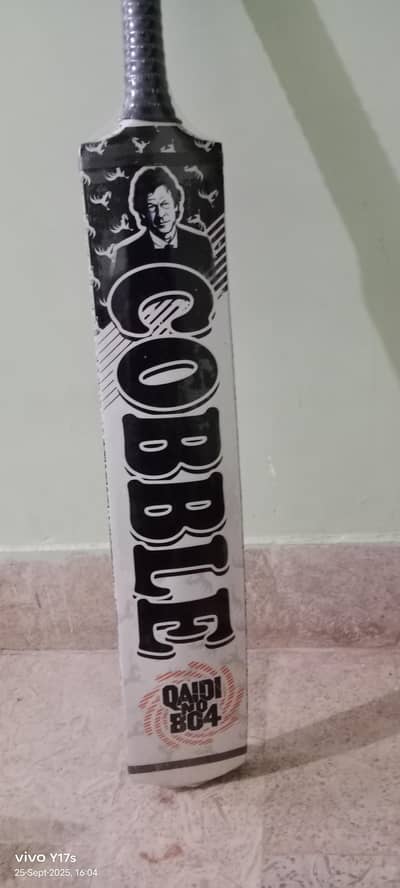 COBBLE
QAIDI
NO
804
vivo Y17s
25-Sept-2025, 16:04